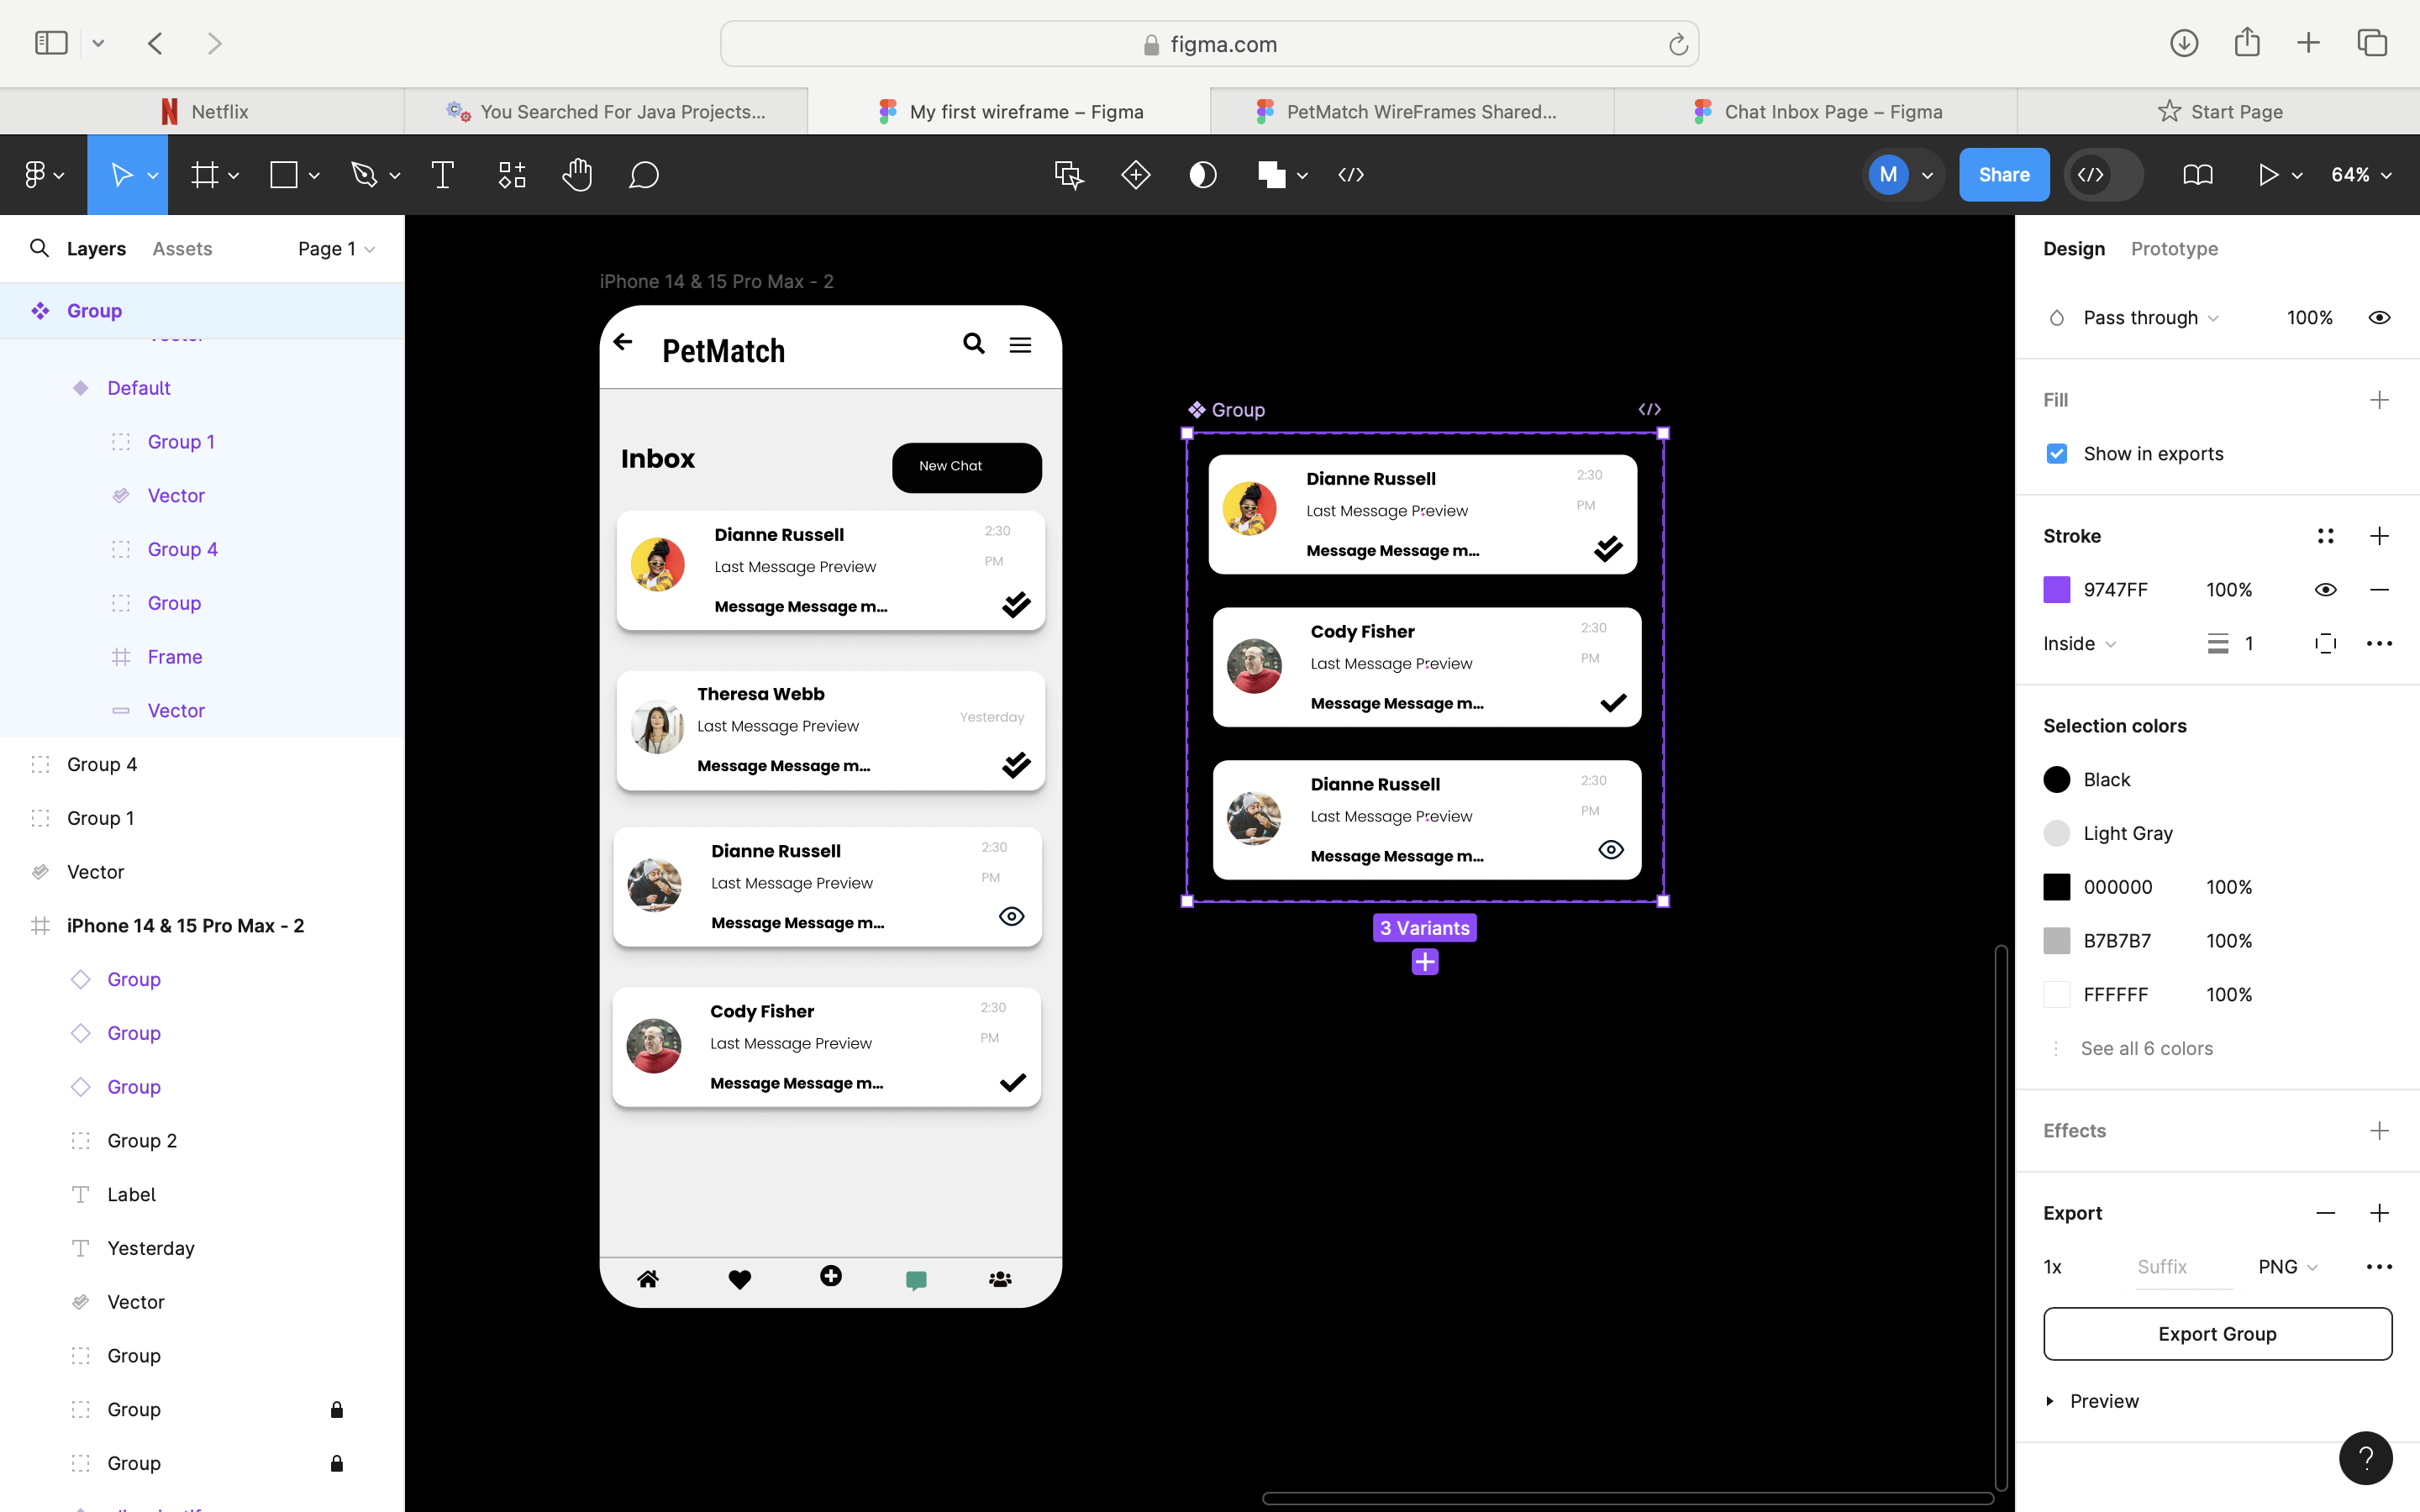 figma.com
Netflix
You Searched For Java Projects...
My first wireframe – Figma
PetMatch WireFrames Shared...
Chat Inbox Page – Figma
Start Page
M
Share
64%
Layers
Assets
Page 1
Group
Default
Group 1
Vector
Group 4
Group
Frame
Vector
Group 4
Group 1
Vector
iPhone 14 & 15 Pro Max - 2
Group
Group
Group
Group 2
Label
Yesterday
Vector
Group
Group
Group
iPhone 14 & 15 Pro Max - 2
PetMatch
Inbox
New Chat
Dianne Russell
2:30
PM
Last Message Preview
Message Message m...
Theresa Webb
Last Message Preview
Yesterday
Message Message m...
Dianne Russell
2:30
PM
Last Message Preview
Message Message m...
Cody Fisher
2:30
PM
Last Message Preview
Message Message m...
Group
Dianne Russell
2:30
PM
Last Message Preview
Message Message m...
Cody Fisher
2:30
PM
Last Message Preview
Message Message m...
Dianne Russell
2:30
PM
Last Message Preview
Message Message m...
3 Variants
Design
Prototype
Pass through
100%
Fill
Show in exports
Stroke
9747FF
100%
Inside
1
Selection colors
Black
Light Gray
000000
100%
B7B7B7
100%
FFFFFF
100%
See all 6 colors
Effects
Export
1x
Suffix
PNG
Export Group
Preview
?